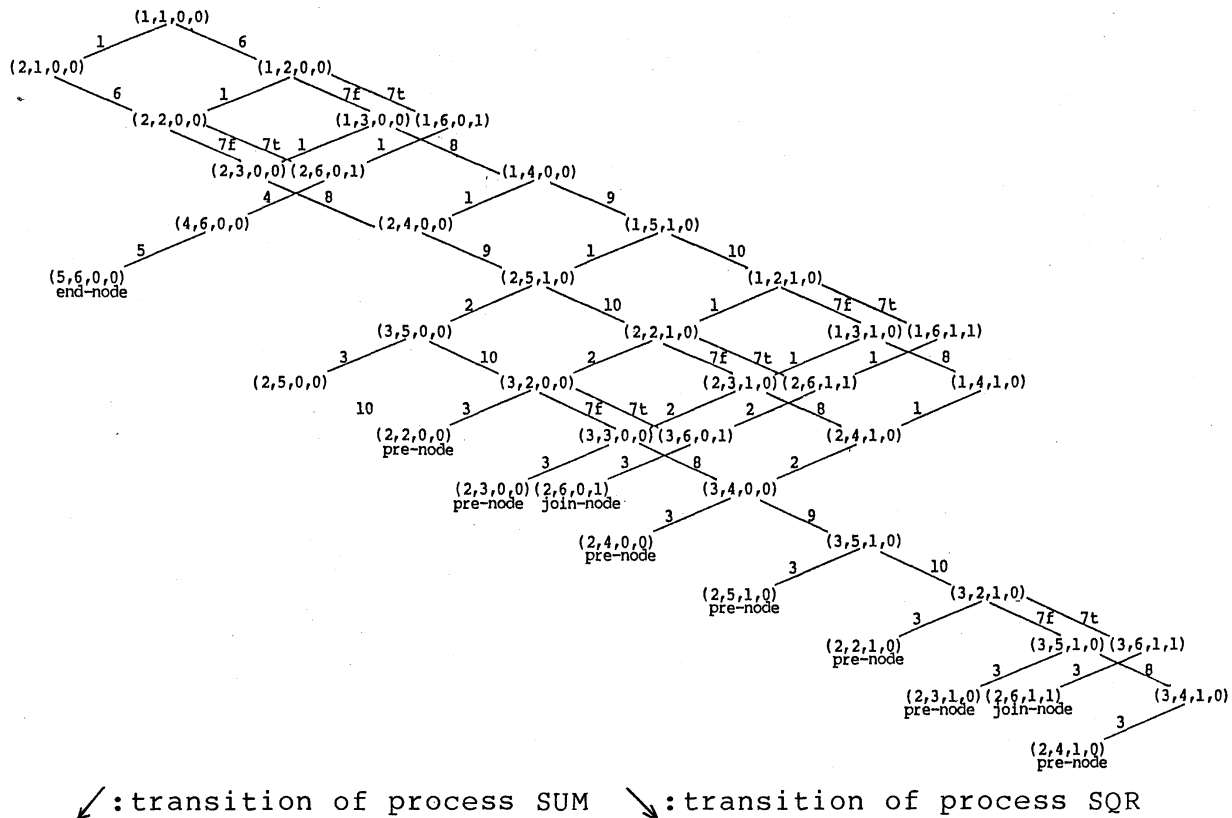 (1,1,0,0)
1 6
(2,1,0,0) (1,2,0,0)
6 1 7f 7t
(2,2,0,0) (1,3,0,0) (1,6,0,1)
7f 7t 1 1 8
(2,3,0,0) (2,6,0,1) (1,4,0,0)
4 8 1 9
(4,6,0,0) (2,4,0,0) (1,5,1,0)
5 9 1 10
(5,6,0,0) (2,5,1,0) (1,2,1,0)
end-node
2 10 1 7f 7t
(3,5,0,0) (2,2,1,0) (1,3,1,0) (1,6,1,1)
3 10 2 7f 7t 1 1 8
(2,5,0,0) (3,2,0,0) (2,3,1,0) (2,6,1,1) (1,4,1,0)
10 3 7f 7t 2 2 8 1
(2,2,0,0) (3,3,0,0) (3,6,0,1) (2,4,1,0)
pre-node
3 3 8 2
(2,3,0,0) (2,6,0,1) (3,4,0,0)
pre-node join-node
3 9
(2,4,0,0) (3,5,1,0)
pre-node
3 10
(2,5,1,0) (3,2,1,0)
pre-node
3 7f 7t
(2,2,1,0) (3,5,1,0) (3,6,1,1)
pre-node
3 3 8
(2,3,1,0) (2,6,1,1) (3,4,1,0)
pre-node join-node
3
(2,4,1,0)
pre-node
:transition of process SUM :transition of process SQR